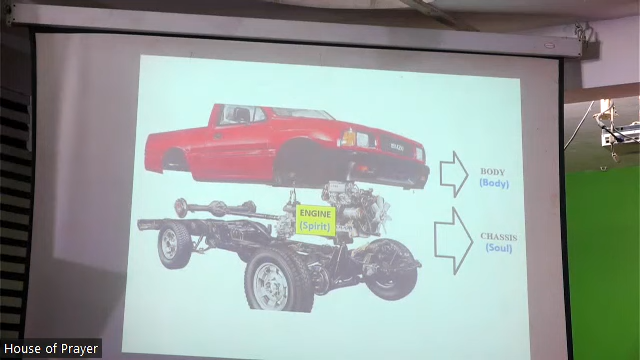 BODY
(Body)
ENGINE
(Spirit)
CHASSIS
(Soul)
House of Prayer